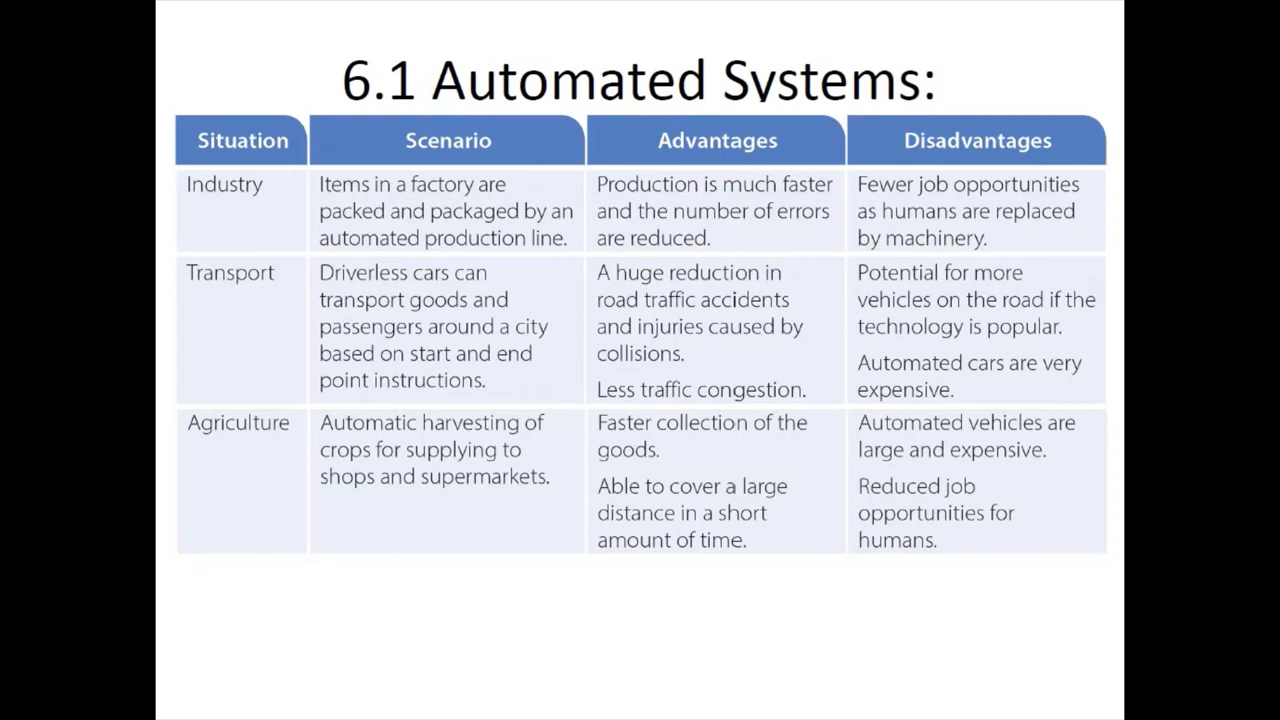 6.1 Automated Systems:
Situation
Scenario
Advantages
Disadvantages
Industry
Items in a factory are
packed and packaged by an
automated production line.
Production is much faster
and the number of errors
are reduced.
Fewer job opportunities
as humans are replaced
by machinery.
Transport
Driverless cars can
transport goods and
passengers around a city
based on start and end
point instructions.
A huge reduction in
road traffic accidents
and injuries caused by
collisions.
Less traffic congestion.
Potential for more
vehicles on the road if the
technology is popular.
Automated cars are very
expensive.
Agriculture
Automatic harvesting of
crops for supplying to
shops and supermarkets.
Faster collection of the
goods.
Able to cover a large
distance in a short
amount of time.
Automated vehicles are
large and expensive.
Reduced job
opportunities for
humans.